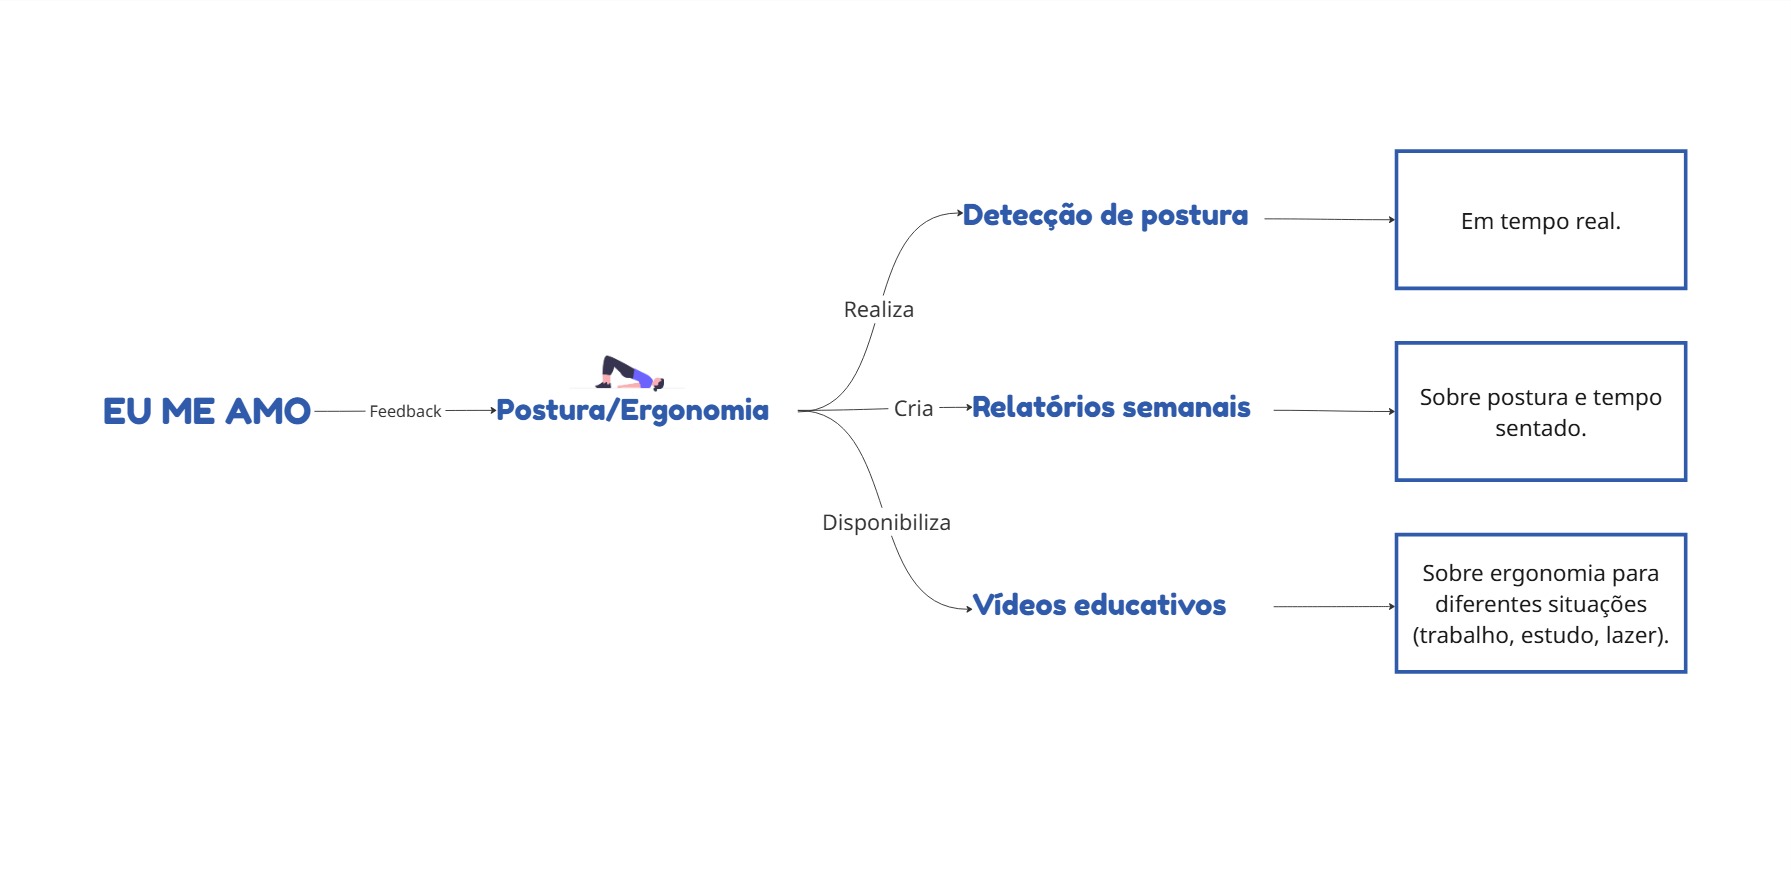 EU ME AMO
Feedback
Postura/Ergonomia
Realiza
Detecção de postura
Em tempo real.
Cria
Relatórios semanais
Sobre postura e tempo
sentado.
Disponibiliza
Vídeos educativos
Sobre ergonomia para
diferentes situações
(trabalho, estudo, lazer).